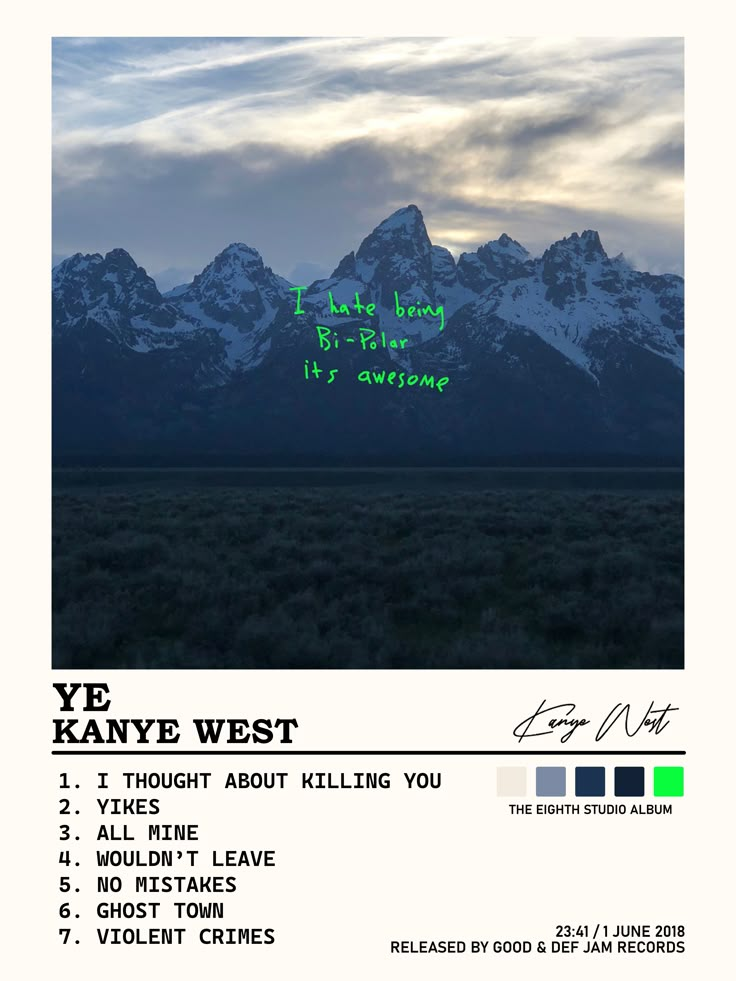 I hate being
Bi-Polar
its awesome
YE
KANYE WEST
Kanye West
1. I THOUGHT ABOUT KILLING YOU
2. YIKES
3. ALL MINE
4. WOULDN'T LEAVE
5. NO MISTAKES
6. GHOST TOWN
7. VIOLENT CRIMES
THE EIGHTH STUDIO ALBUM
23:41 / 1 JUNE 2018
RELEASED BY GOOD & DEF JAM RECORDS